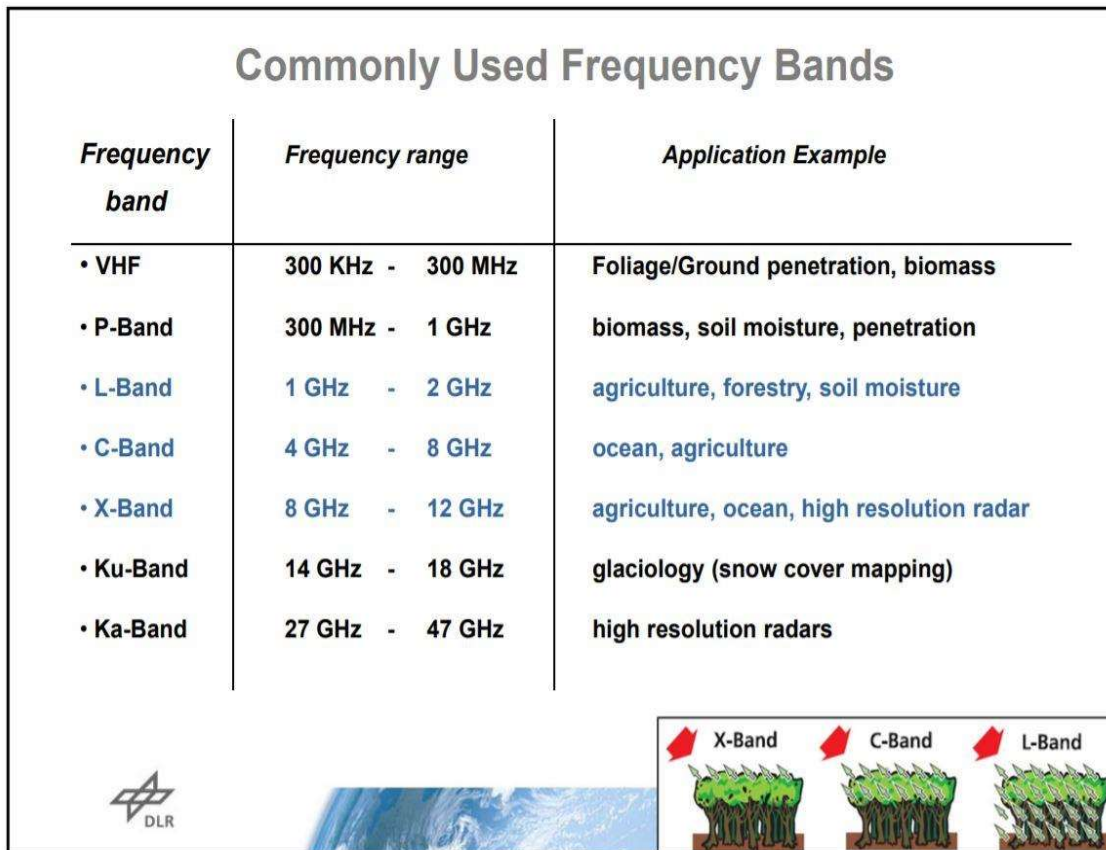 Commonly Used Frequency Bands
Frequency band Frequency range Application Example
• VHF 300 KHz - 300 MHz Foliage/Ground penetration, biomass
• P-Band 300 MHz - 1 GHz biomass, soil moisture, penetration
• L-Band 1 GHz - 2 GHz agriculture, forestry, soil moisture
• C-Band 4 GHz - 8 GHz ocean, agriculture
• X-Band 8 GHz - 12 GHz agriculture, ocean, high resolution radar
• Ku-Band 14 GHz - 18 GHz glaciology (snow cover mapping)
• Ka-Band 27 GHz - 47 GHz high resolution radars
X-Band C-Band L-Band
DLR